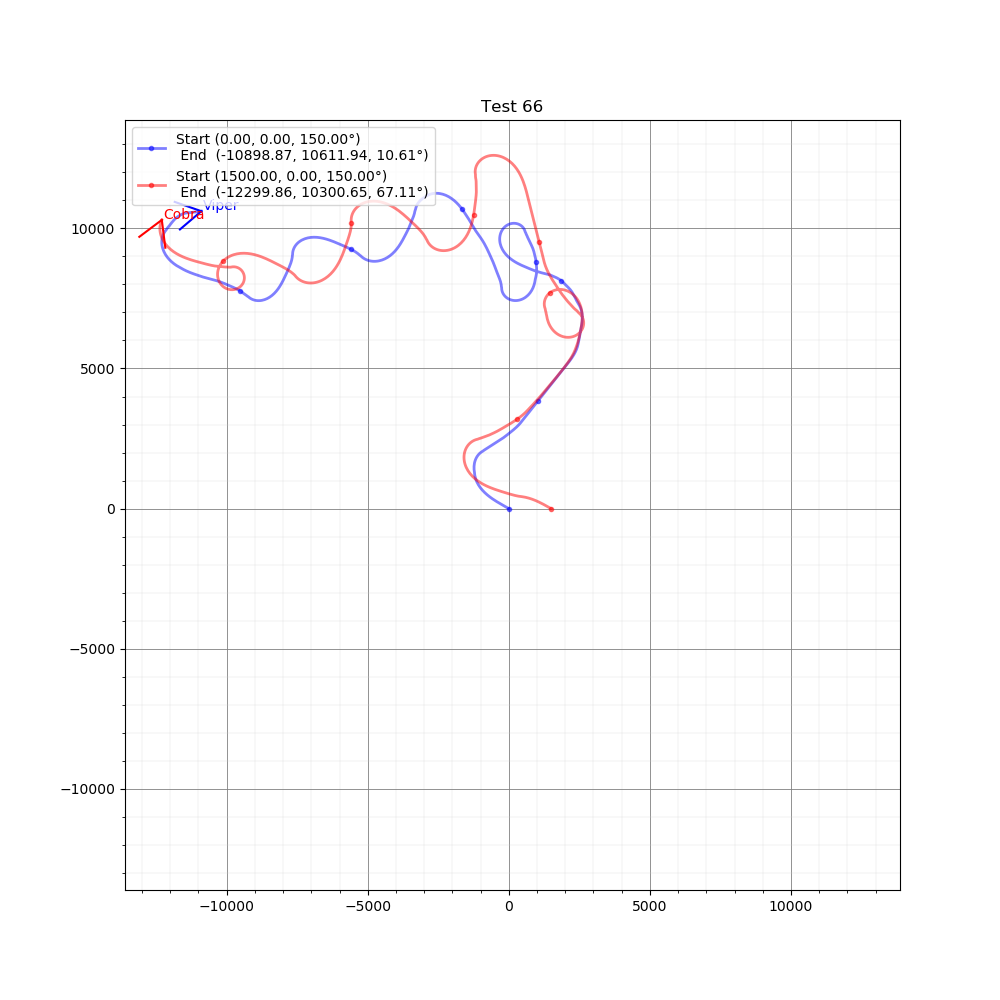 Test 66
Start (0.00, 0.00, 150.00°)
End (-10898.87, 10611.94, 10.61°)
Start (1500.00, 0.00, 150.00°)
End (-12299.86, 10300.65, 67.11°)
Viper
Cobra
10000
5000
0
−5000
−10000
−10000 −5000 0 5000 10000